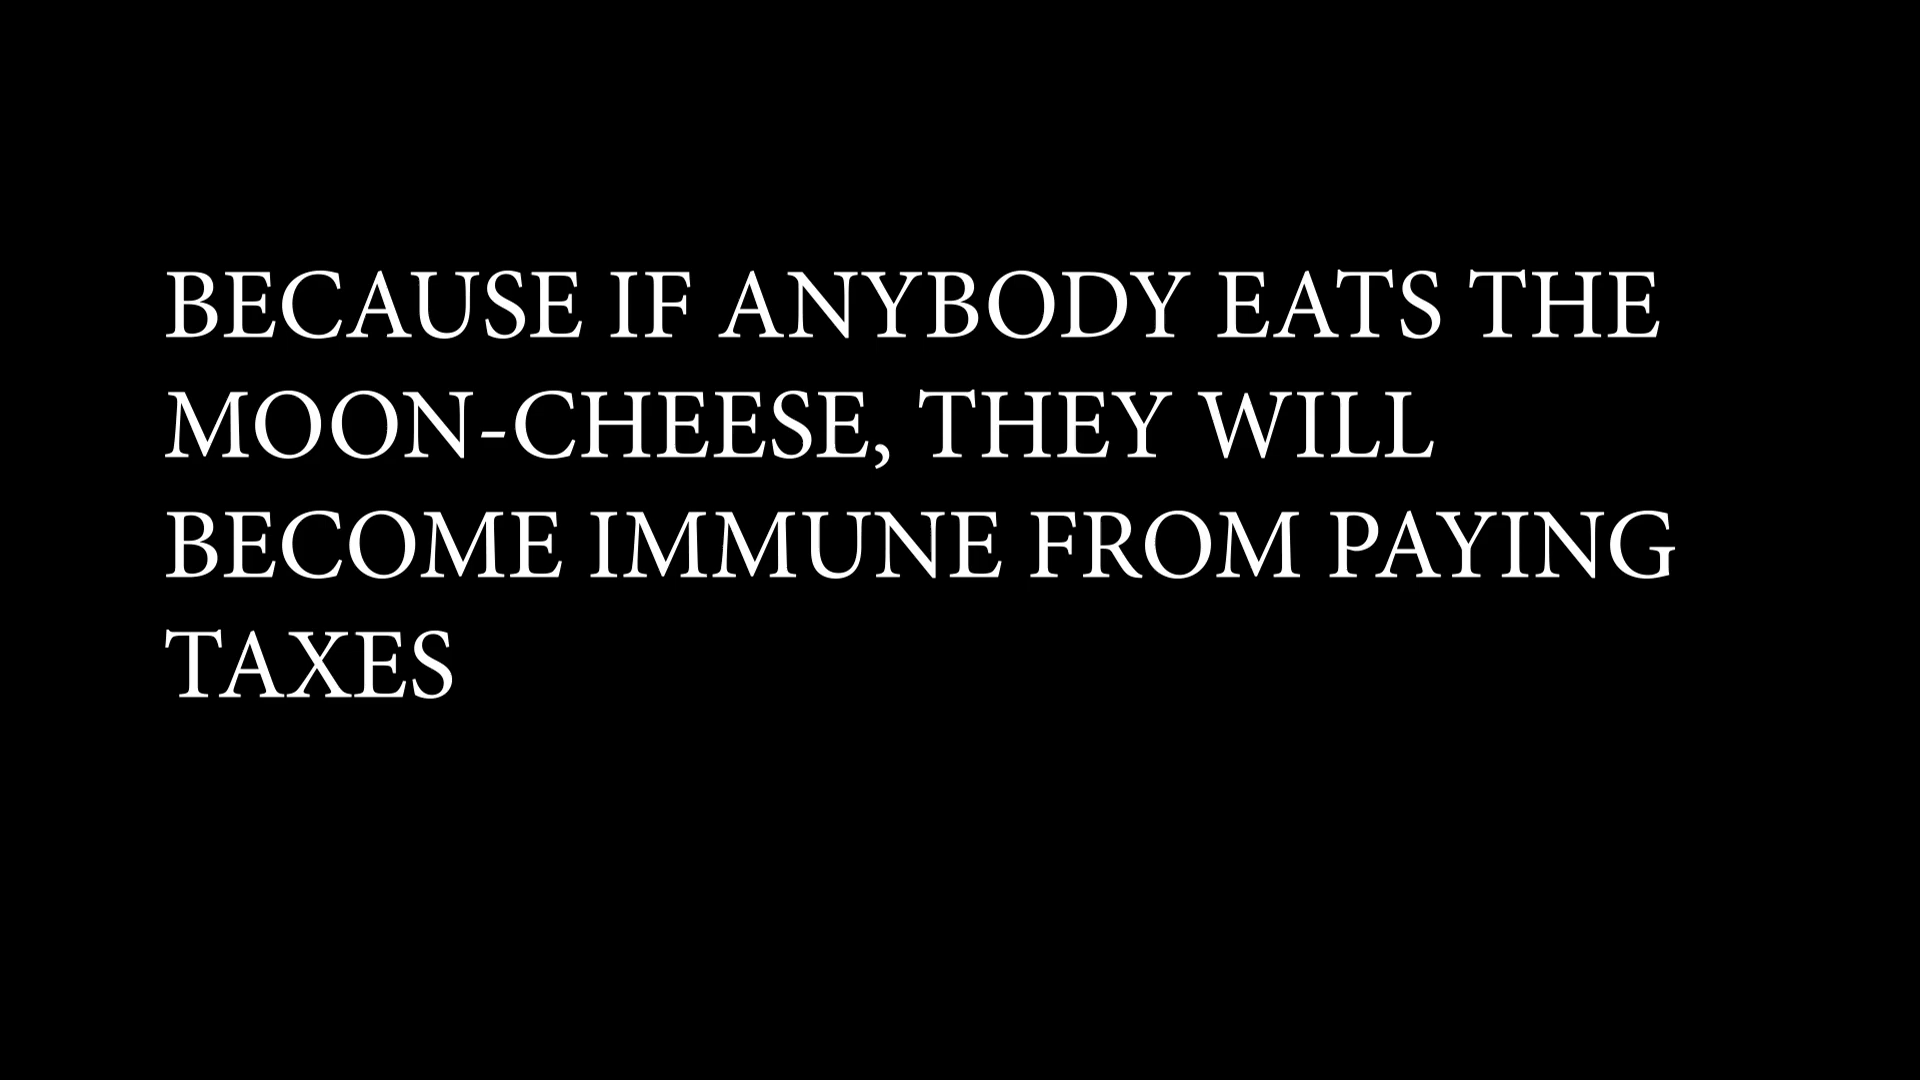 BECAUSE IF ANYBODY EATS THE
MOON-CHEESE, THEY WILL
BECOME IMMUNE FROM PAYING
TAXES